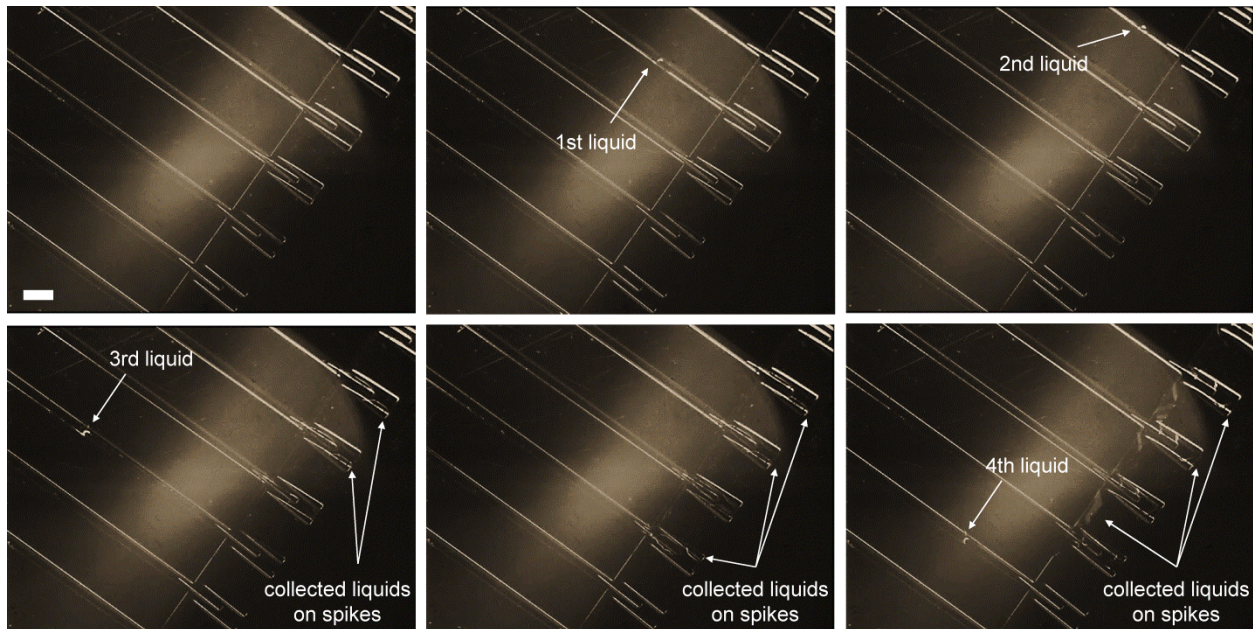 1st liquid
2nd liquid
3rd liquid
collected liquids
on spikes
collected liquids
on spikes
4th liquid
collected liquids
on spikes